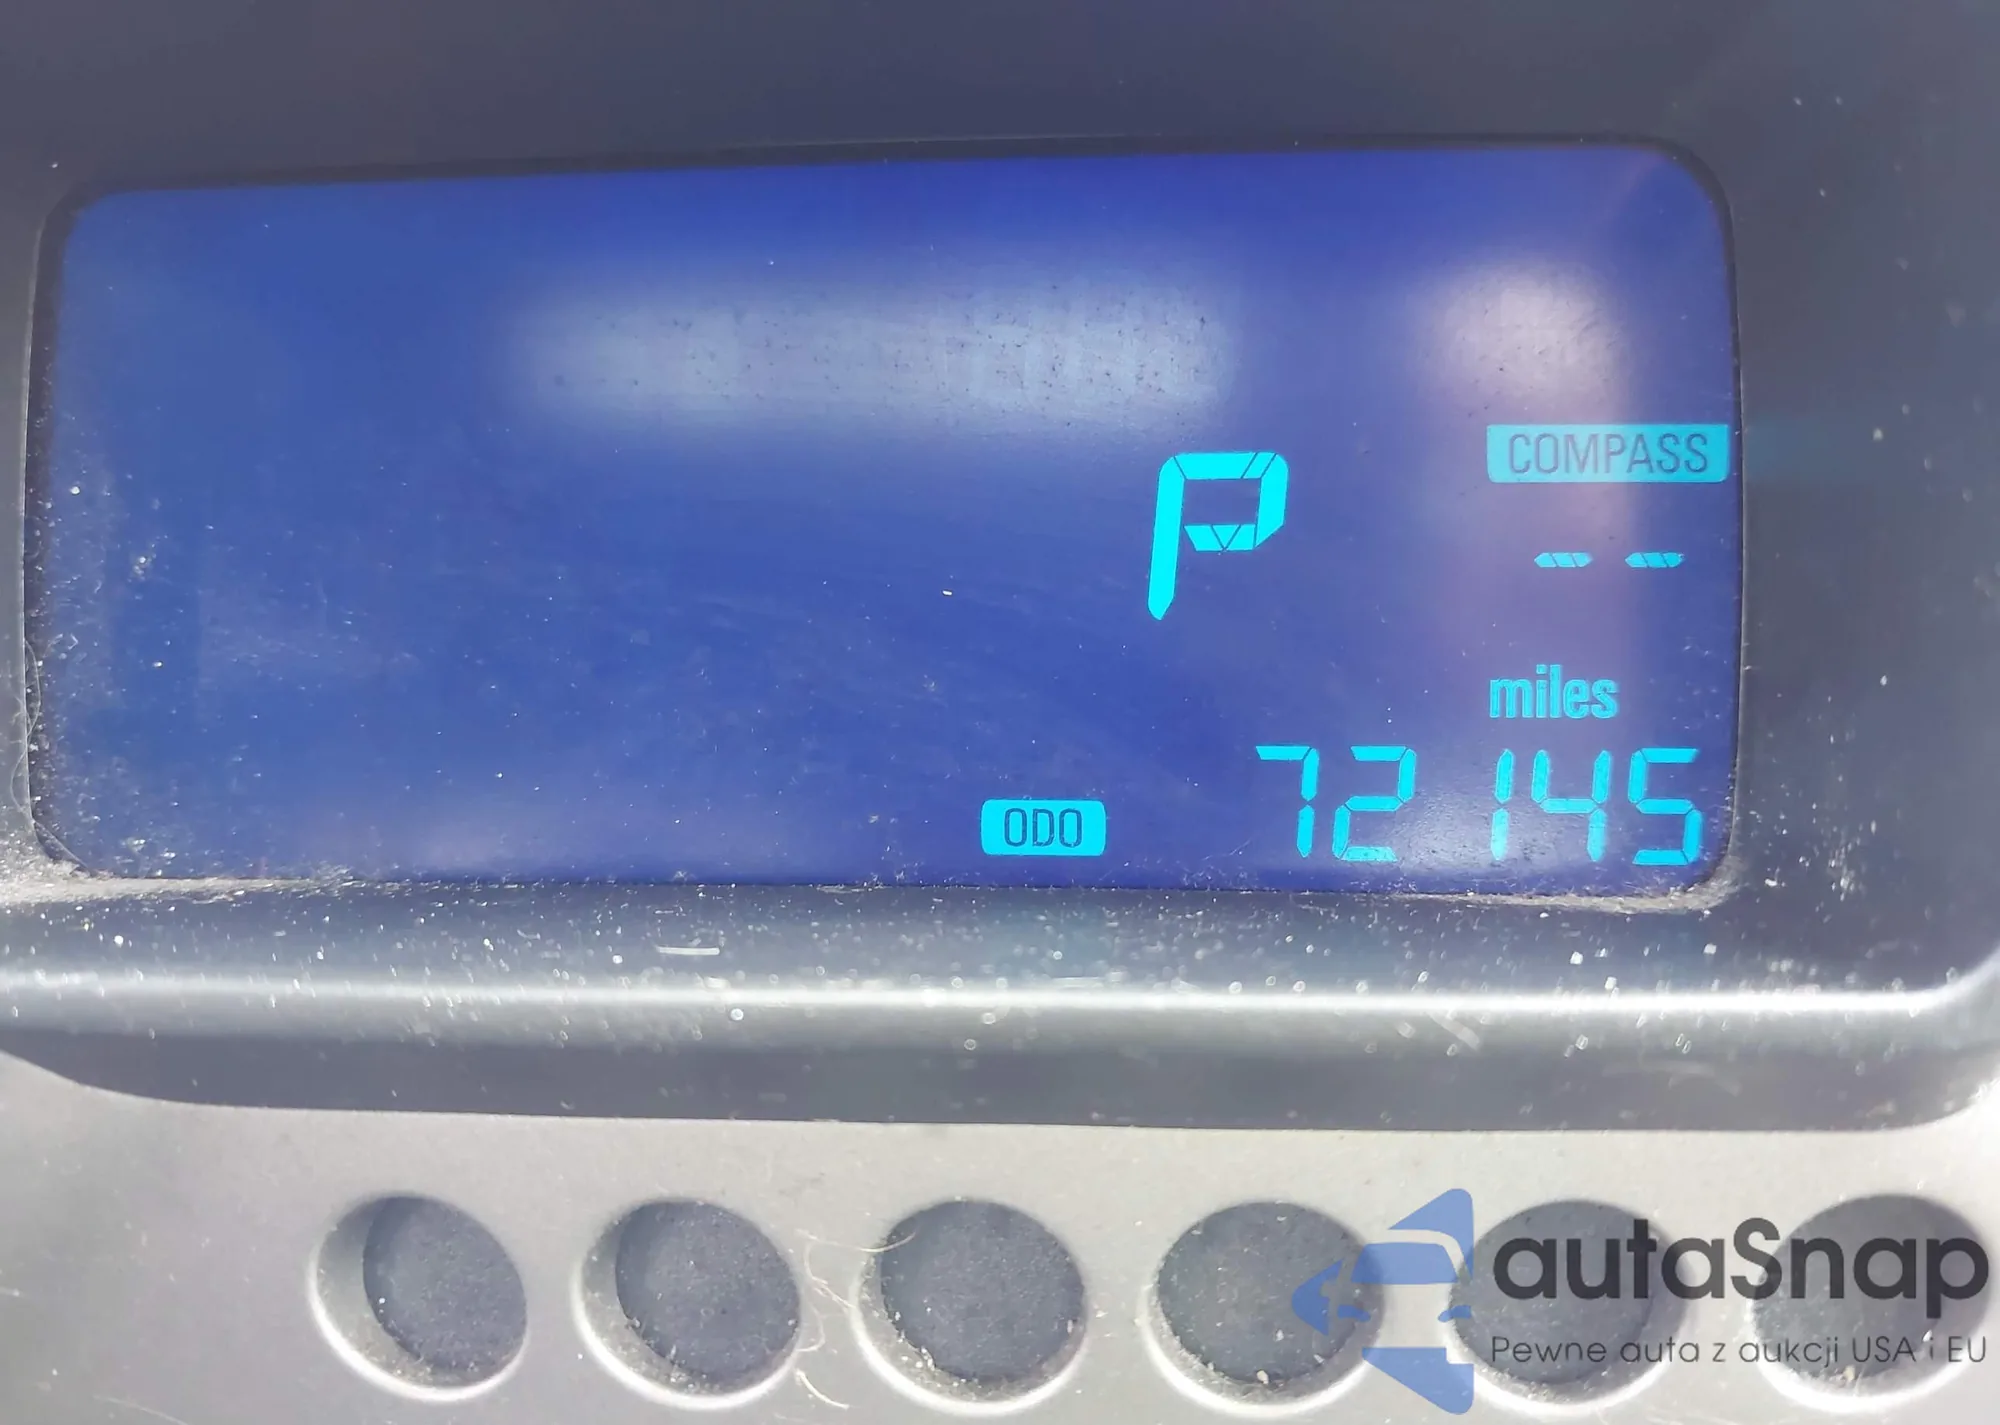 COMPASS
P
--
miles
ODO 72145
autaSnap
Pewne auta z aukcji USA i EU